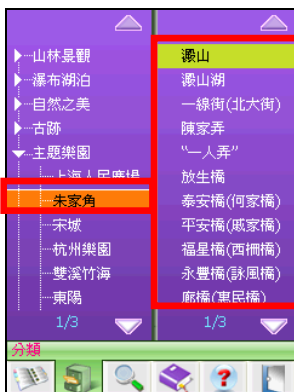 山林景觀
瀑布湖泊
自然之美
古跡
主題樂園
上海人民廣場
朱家角
宋城
杭州樂園
雙溪竹海
東陽
1/3
澱山
澱山湖
一線街(北大街)
陳家弄
“一人弄”
放生橋
泰安橋(何家橋)
平安橋(戚家橋)
福星橋(西柵橋)
永豐橋(詠風橋)
廊橋(惠民橋)
1/3
分類